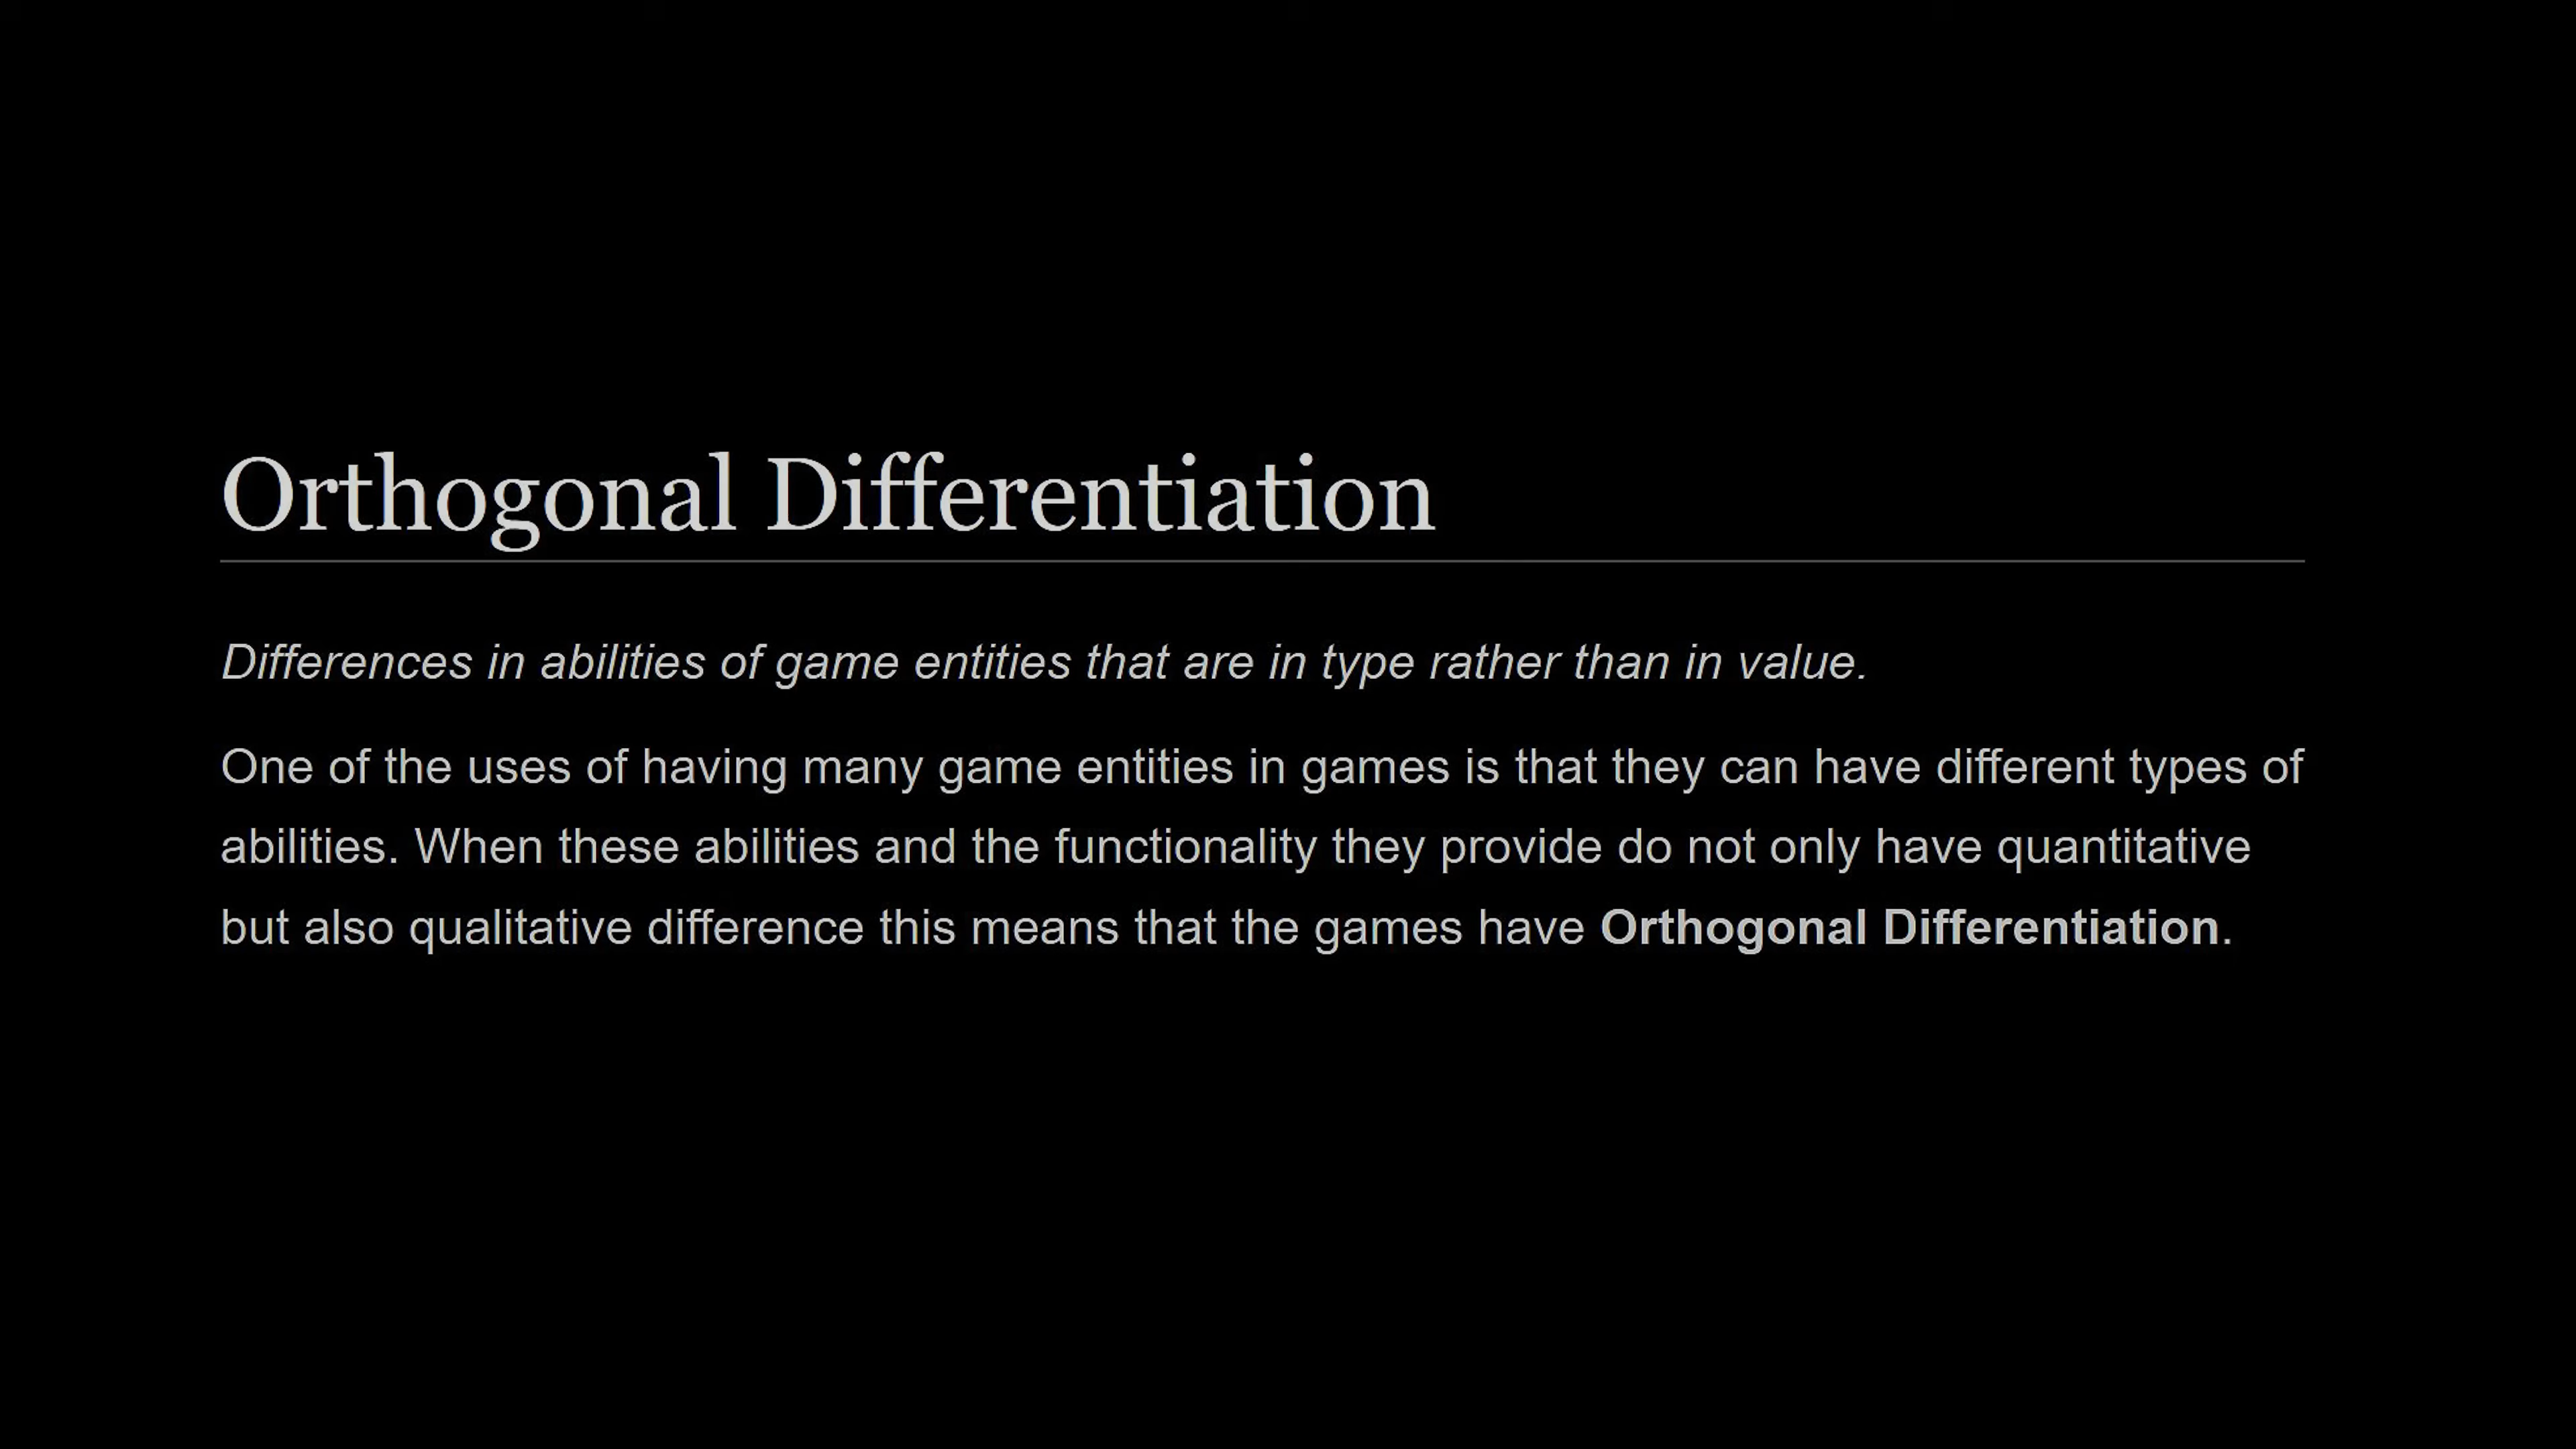 Orthogonal Differentiation
Differences in abilities of game entities that are in type rather than in value.
One of the uses of having many game entities in games is that they can have different types of
abilities. When these abilities and the functionality they provide do not only have quantitative
but also qualitative difference this means that the games have Orthogonal Differentiation.